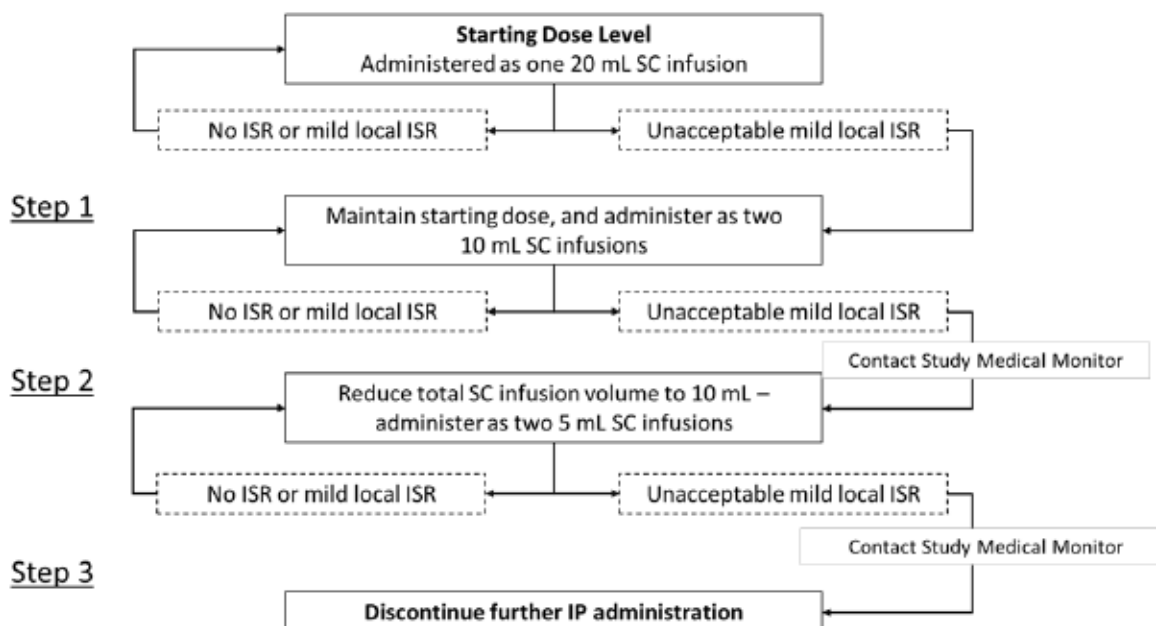 Starting Dose Level
Administered as one 20 mL SC infusion
No ISR or mild local ISR
Unacceptable mild local ISR
Step 1
Maintain starting dose, and administer as two
10 mL SC infusions
No ISR or mild local ISR
Unacceptable mild local ISR
Contact Study Medical Monitor
Step 2
Reduce total SC infusion volume to 10 mL –
administer as two 5 mL SC infusions
No ISR or mild local ISR
Unacceptable mild local ISR
Contact Study Medical Monitor
Step 3
Discontinue further IP administration